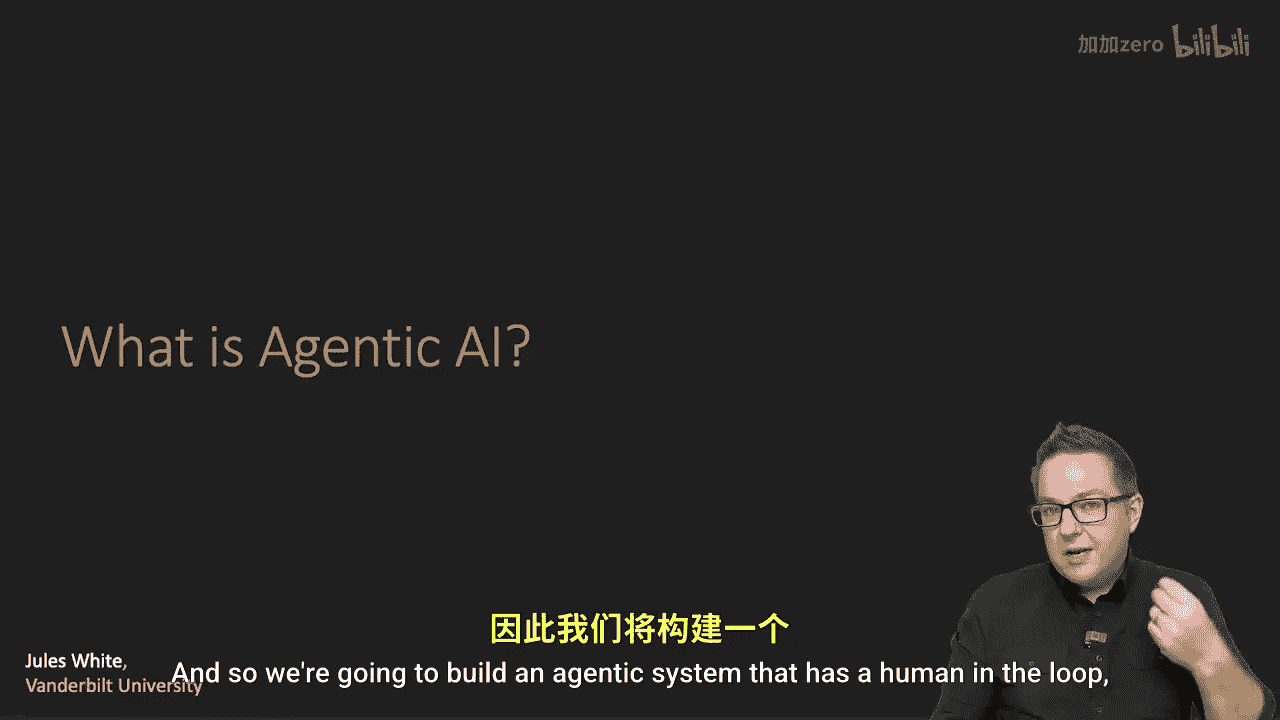 加加zero bilibili
What is Agentic AI?
因此我们将构建一个
Jules White,
Vanderbilt University
And so we're going to build an agentic system that has a human in the loop,